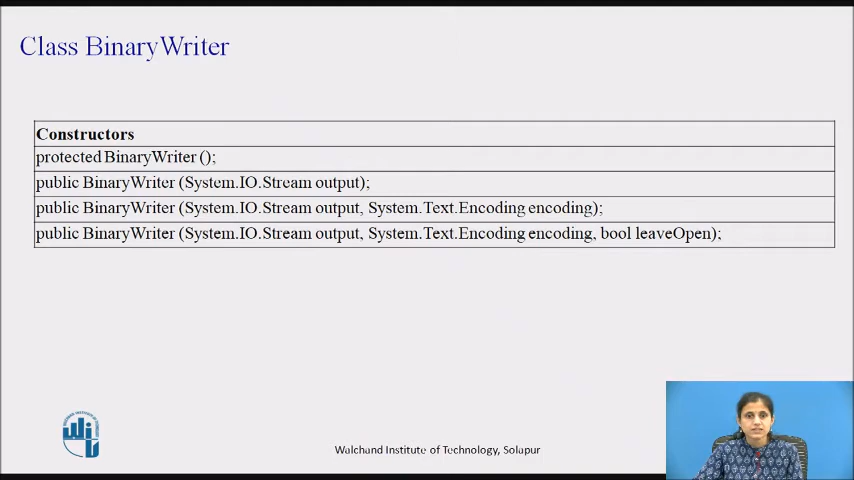 Class BinaryWriter
Constructors
protected BinaryWriter ();
public BinaryWriter (System.IO.Stream output);
public BinaryWriter (System.IO.Stream output, System.Text.Encoding encoding);
public BinaryWriter (System.IO.Stream output, System.Text.Encoding encoding, bool leaveOpen);
Walchand Institute of Technology, Solapur